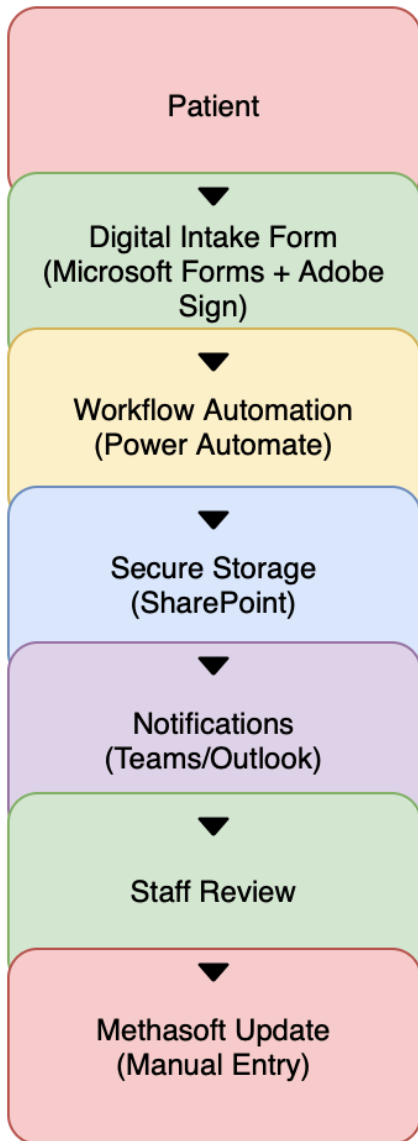 Patient
Digital Intake Form
(Microsoft Forms + Adobe
Sign)
Workflow Automation
(Power Automate)
Secure Storage
(SharePoint)
Notifications
(Teams/Outlook)
Staff Review
Methasoft Update
(Manual Entry)